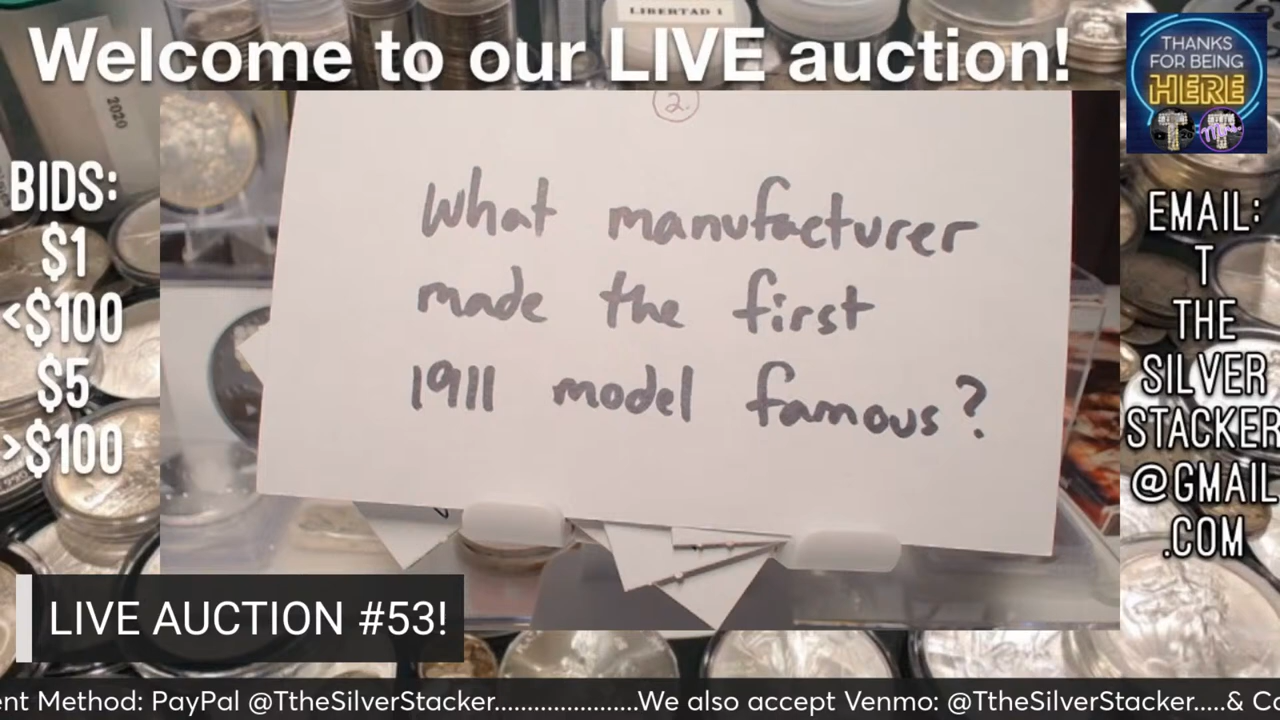 LIBERTAD 1
Welcome to our LIVE auction!
THANKS
FOR BEING
HERE
2020
2.
What manufacturer
made the first
1911 model famous?
BIDS:
$1
<$100
$5
>$100
EMAIL:
T
THE
SILVER
STACKER
@GMAIL
.COM
LIVE AUCTION #53!
ent Method: PayPal @TtheSilverStacker.......................We also accept Venmo: @TtheSilverStacker.....& C